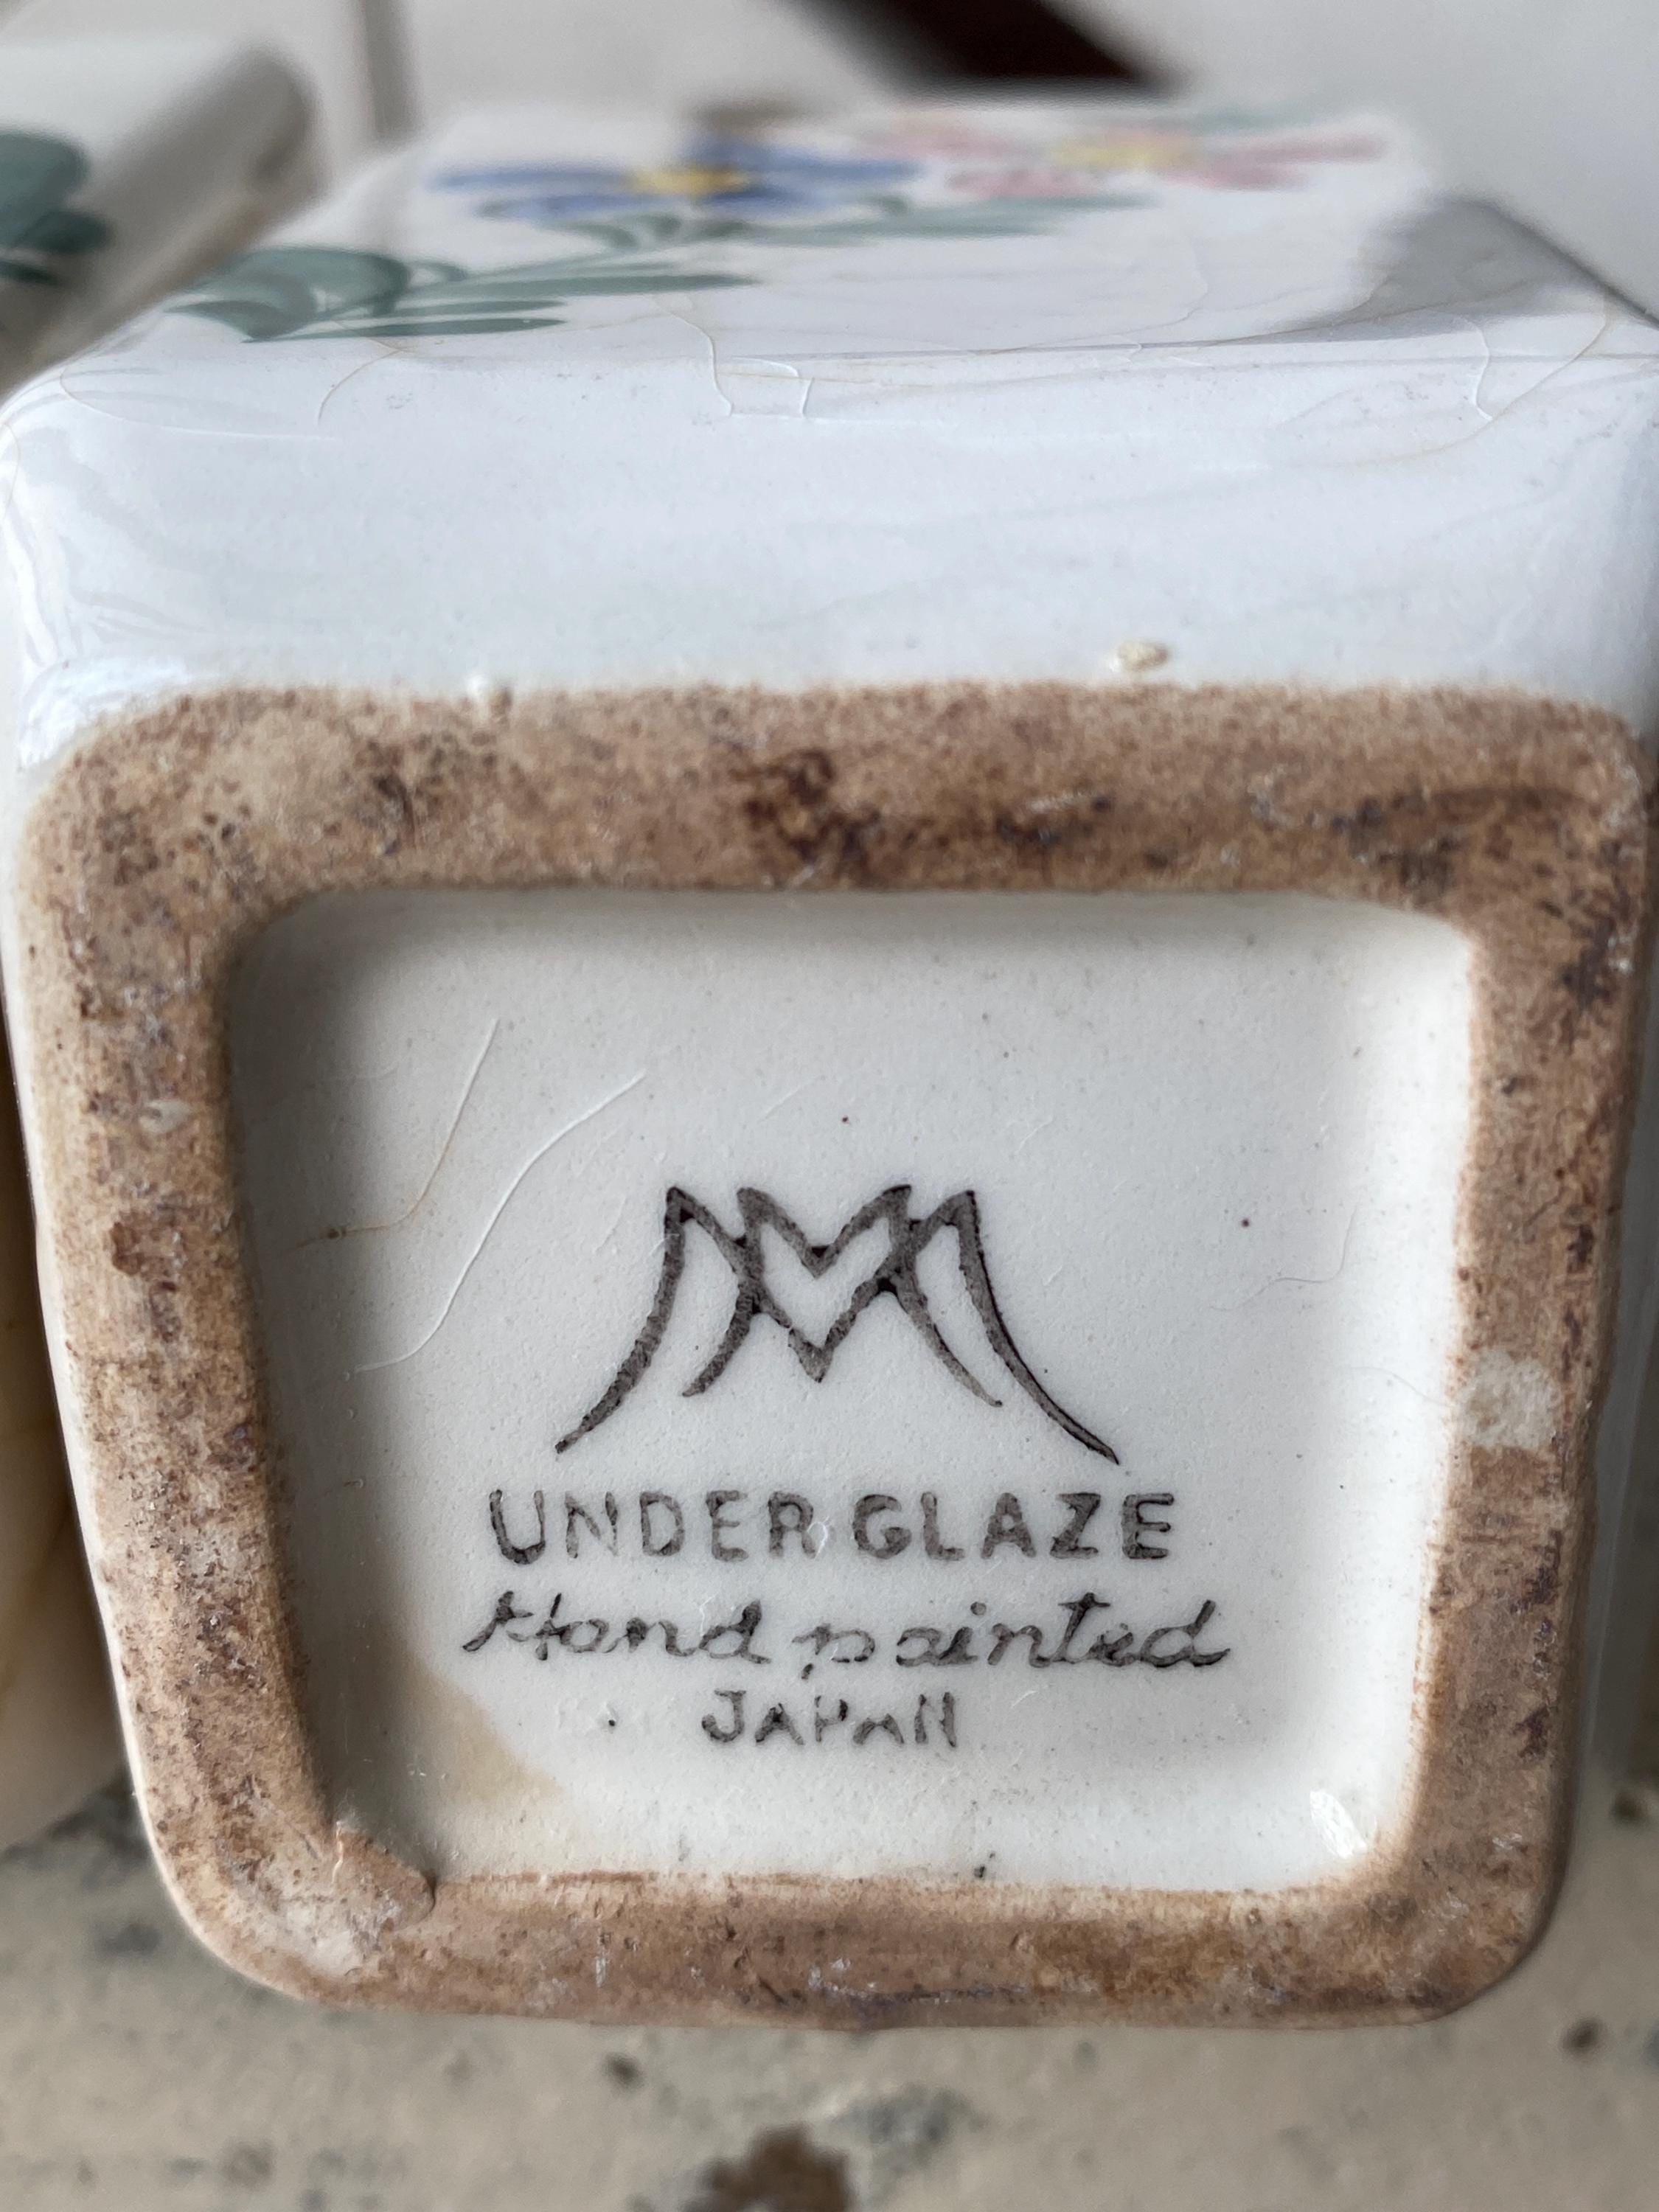 M
UNDER GLAZE
Hand painted
JAPAN